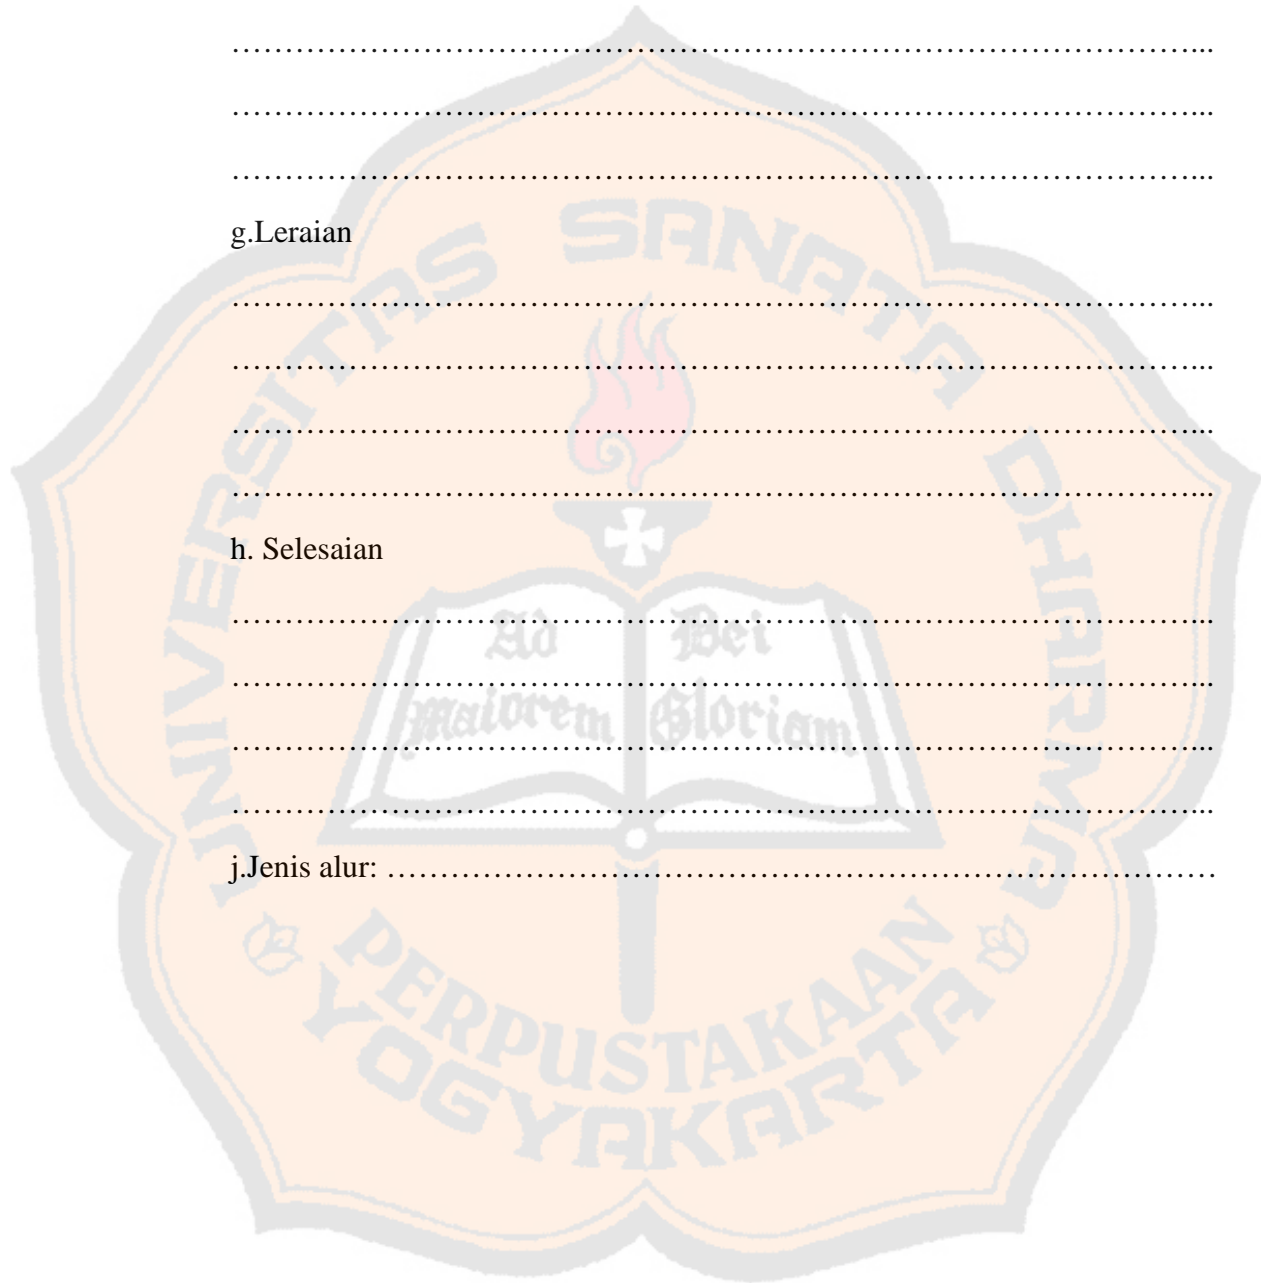 ………………………………………………………………………………...
………………………………………………………………………………...
………………………………………………………………………………...
g.Leraian
………………………………………………………………………………...
………………………………………………………………………………...
………………………………………………………………………………...
………………………………………………………………………………...
h. Selesaian
………………………………………………………………………………...
………………………………………………………………………………...
………………………………………………………………………………...
………………………………………………………………………………...
j.Jenis alur: ……………………………………………………………………
UNIVERSITAS SANATA DHARMA
Ad Dei
Maiorem Gloriam
PERPUSTAKAAN
YOGYAKARTA